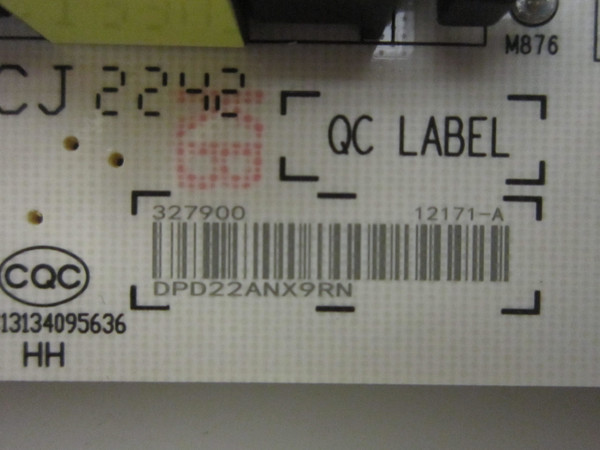 M876
CJ 2242
QC LABEL
327900 12171-A
DPD22ANX9RN
CQC
13134095636
HH